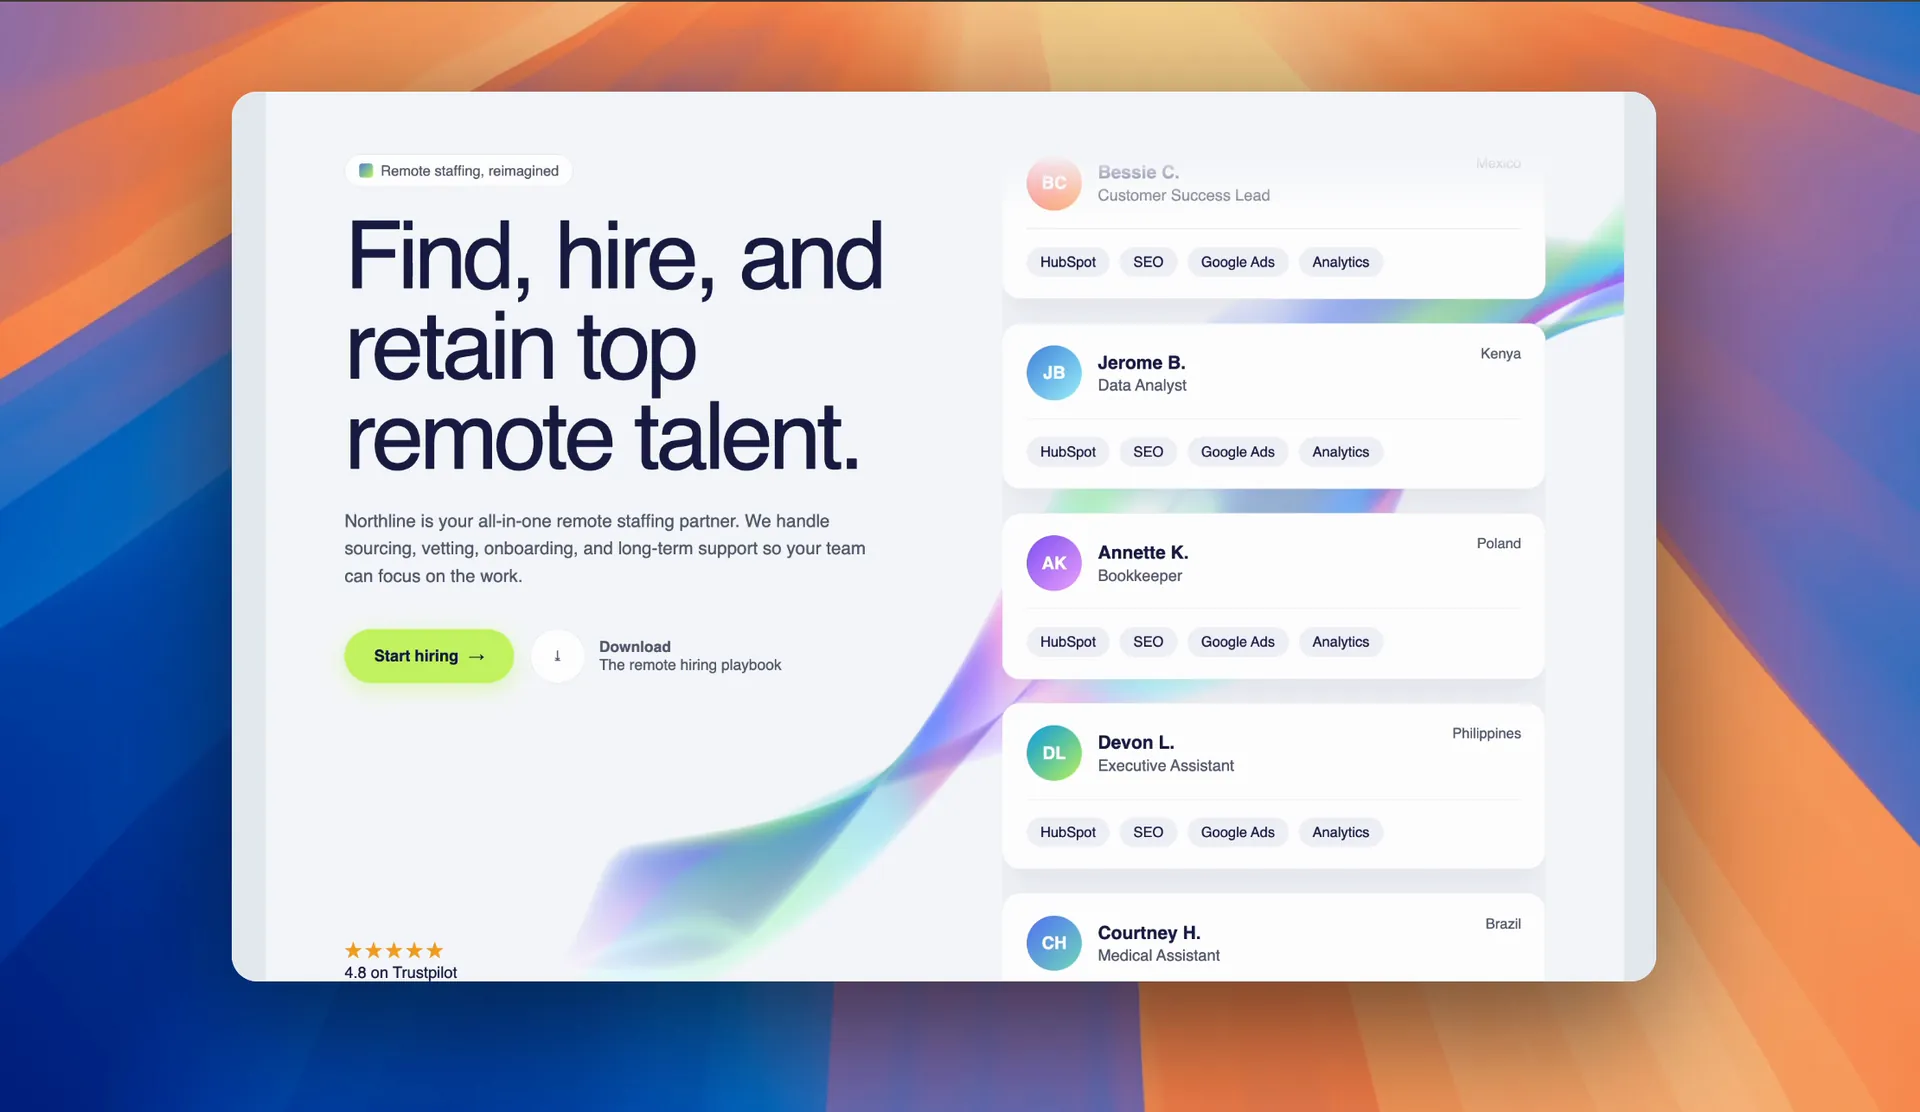 Remote staffing, reimagined
Find, hire, and
retain top
remote talent.
Northline is your all-in-one remote staffing partner. We handle
sourcing, vetting, onboarding, and long-term support so your team
can focus on the work.
Start hiring →
Download
The remote hiring playbook
★★★★★
4.8 on Trustpilot
BC
Bessie C.
Mexico
Customer Success Lead
HubSpot SEO Google Ads Analytics
JB
Jerome B.
Kenya
Data Analyst
HubSpot SEO Google Ads Analytics
AK
Annette K.
Poland
Bookkeeper
HubSpot SEO Google Ads Analytics
DL
Devon L.
Philippines
Executive Assistant
HubSpot SEO Google Ads Analytics
CH
Courtney H.
Brazil
Medical Assistant